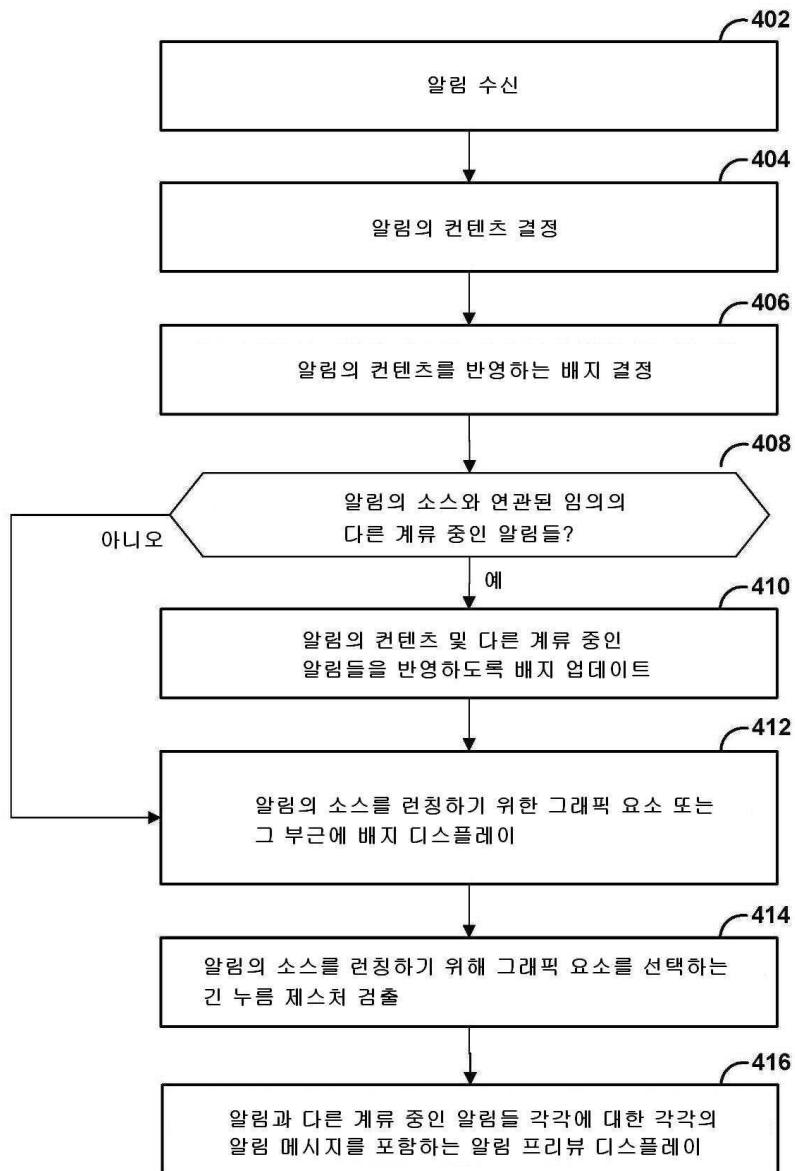 402
알림 수신
404
알림의 컨텐츠 결정
406
알림의 컨텐츠를 반영하는 배지 결정
408
알림의 소스와 연관된 임의의
다른 계류 중인 알림들?
아니오
예
410
알림의 컨텐츠 및 다른 계류 중인
알림들을 반영하도록 배지 업데이트
412
알림의 소스를 런칭하기 위한 그래픽 요소 또는
그 부근에 배지 디스플레이
414
알림의 소스를 런칭하기 위해 그래픽 요소를 선택하는
긴 누름 제스처 검출
416
알림과 다른 계류 중인 알림들 각각에 대한 각각의
알림 메시지를 포함하는 알림 프리뷰 디스플레이